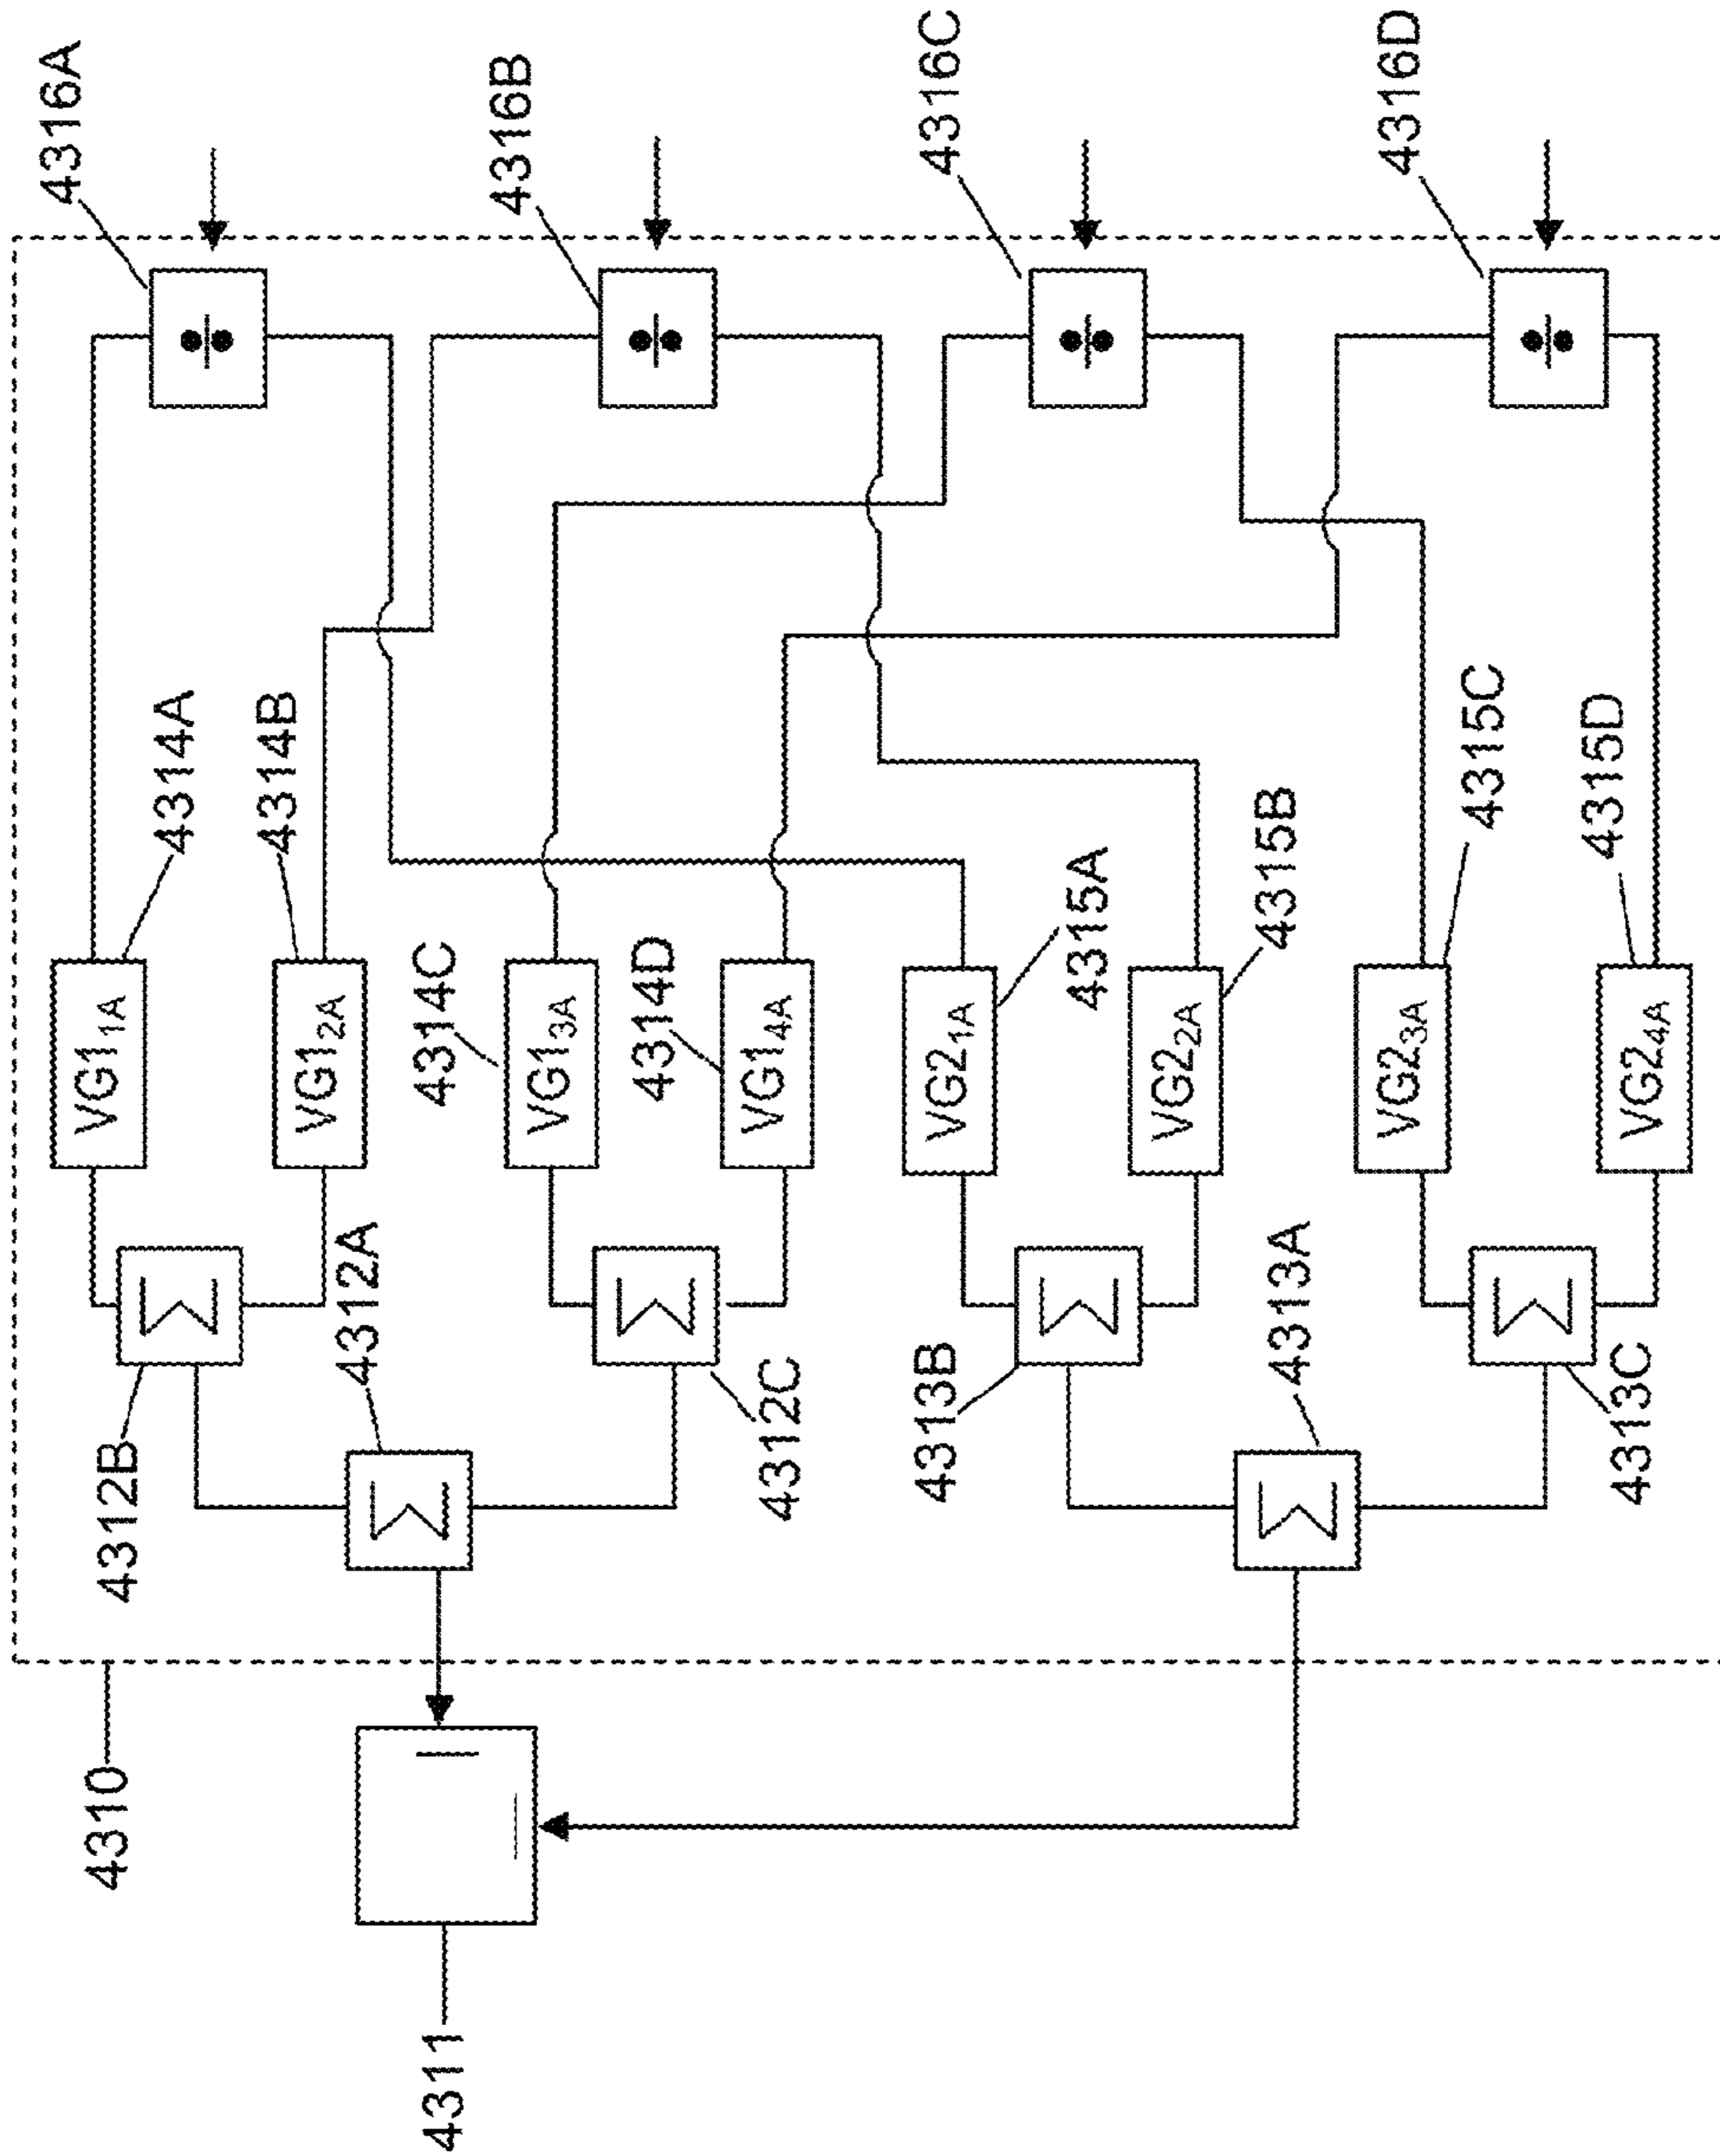 4310
4311
4312B
4312A
4312C
4313B
4313A
4313C
Σ
Σ
Σ
Σ
Σ
Σ
VG1₁A
VG1₂A
VG1₃A
VG1₄A
VG2₁A
VG2₂A
VG2₃A
VG2₄A
4314A
4314B
4314C
4314D
4315A
4315B
4315C
4315D
÷
÷
÷
÷
4316A
4316B
4316C
4316D